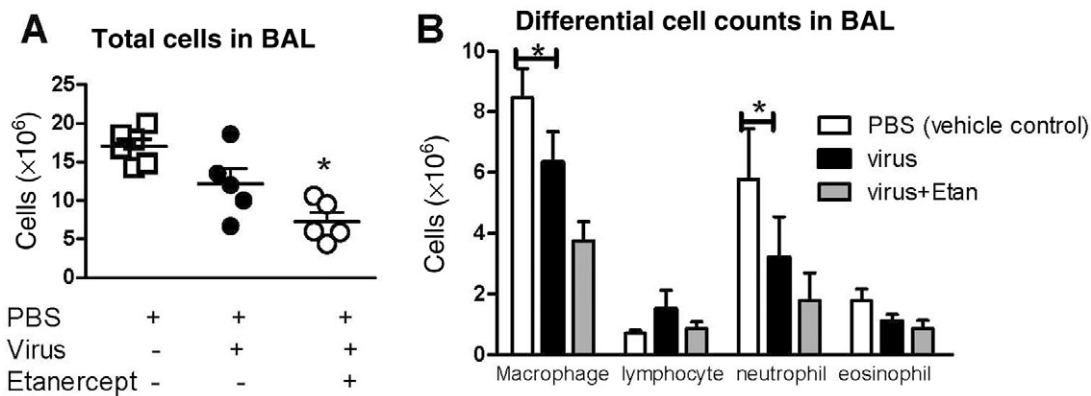 A
Total cells in BAL
Cells (×10⁶)
25
20
15
10
5
0
*
PBS + + +
Virus - + +
Etanercept - - +
B
Differential cell counts in BAL
Cells (×10⁶)
10
8
6
4
2
0
*
*
PBS (vehicle control)
virus
virus+Etan
Macrophage lymphocyte neutrophil eosinophil